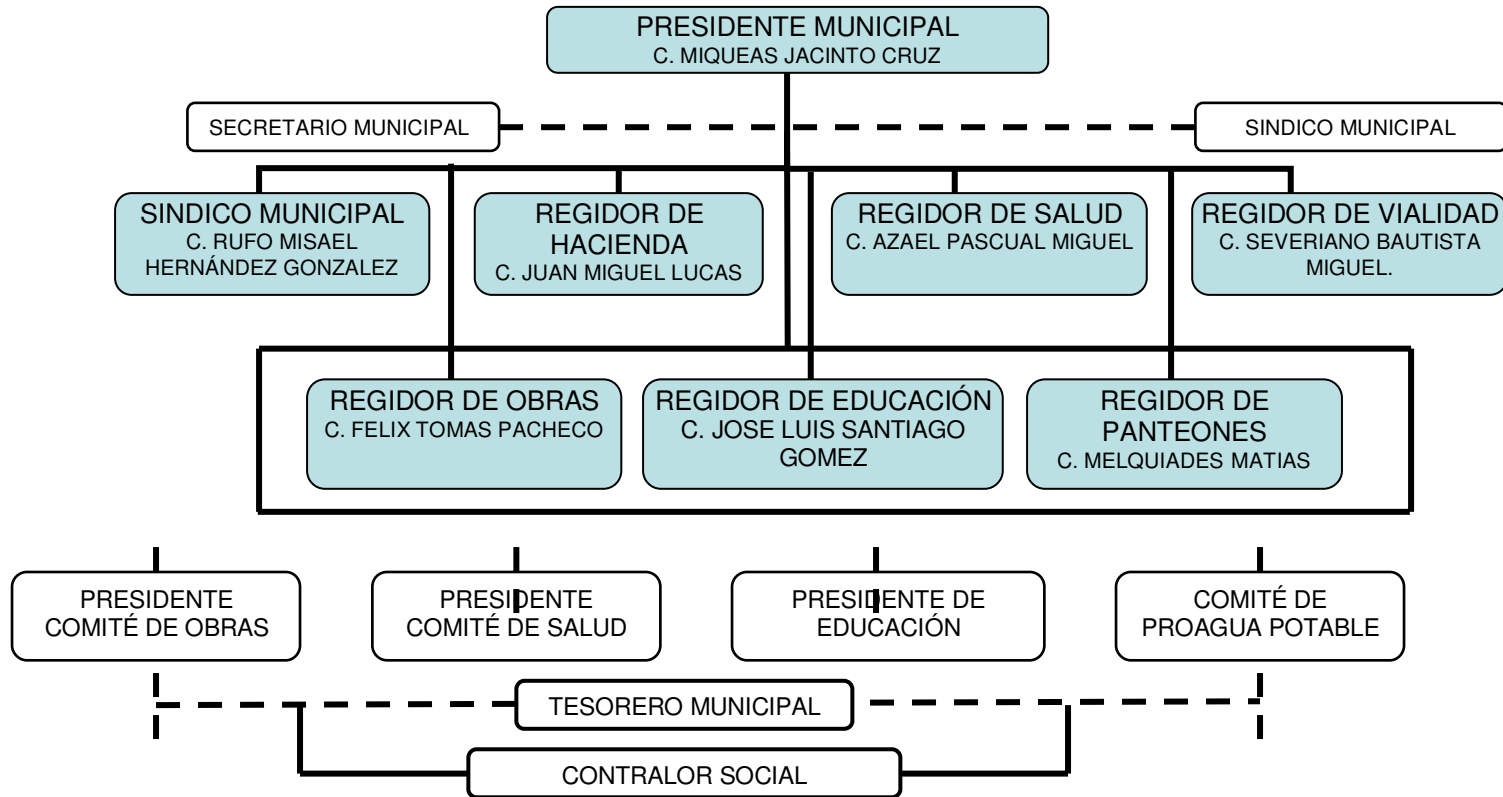 PRESIDENTE MUNICIPAL
C. MIQUEAS JACINTO CRUZ
SECRETARIO MUNICIPAL
SINDICO MUNICIPAL
SINDICO MUNICIPAL
C. RUFO MISAEL
HERNÁNDEZ GONZALEZ
REGIDOR DE
HACIENDA
C. JUAN MIGUEL LUCAS
REGIDOR DE SALUD
C. AZAEL PASCUAL MIGUEL
REGIDOR DE VIALIDAD
C. SEVERIANO BAUTISTA
MIGUEL.
REGIDOR DE OBRAS
C. FELIX TOMAS PACHECO
REGIDOR DE EDUCACIÓN
C. JOSE LUIS SANTIAGO
GOMEZ
REGIDOR DE
PANTEONES
C. MELQUIADES MATIAS
PRESIDENTE
COMITÉ DE OBRAS
PRESIDENTE
COMITÉ DE SALUD
PRESIDENTE DE
EDUCACIÓN
COMITÉ DE
PROAGUA POTABLE
TESORERO MUNICIPAL
CONTRALOR SOCIAL